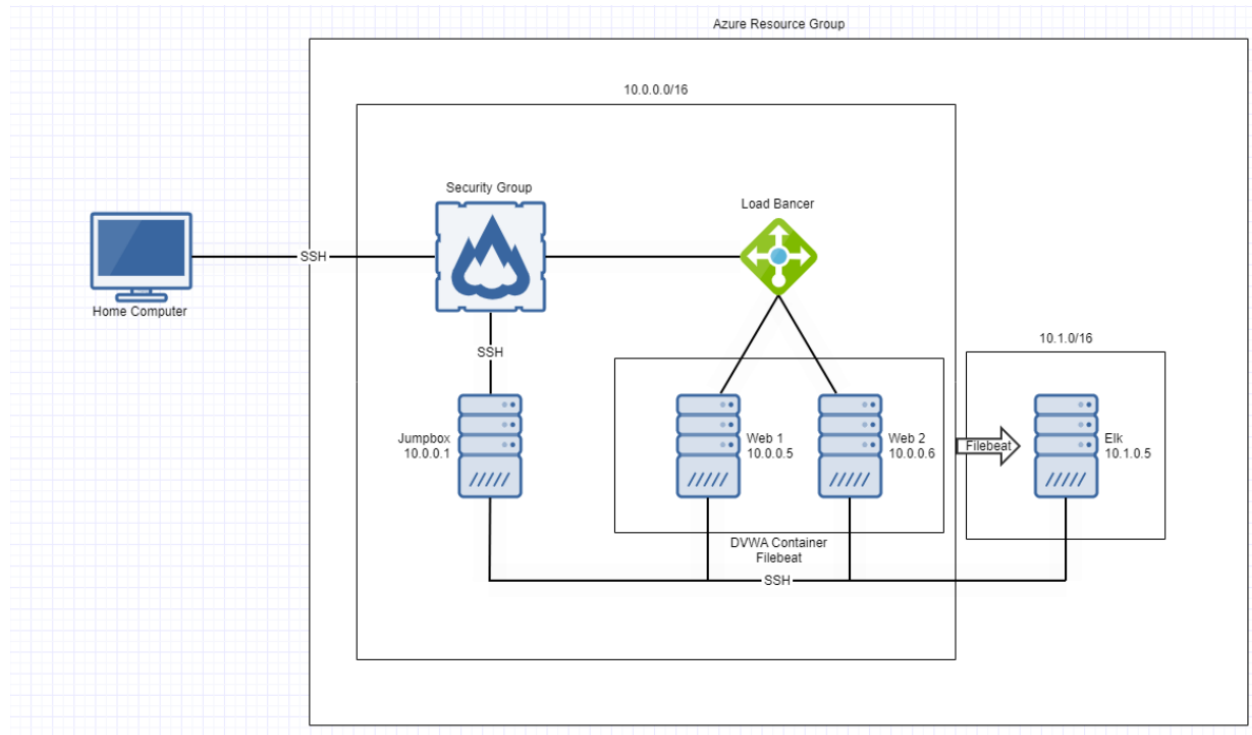 Azure Resource Group
10.0.0.0/16
Security Group
Load Bancer
SSH
Home Computer
SSH
10.1.0/16
Jumpbox
10.0.0.1
Web 1
10.0.0.5
Web 2
10.0.0.6
Filebeat
Elk
10.1.0.5
DVWA Container
Filebeat
SSH